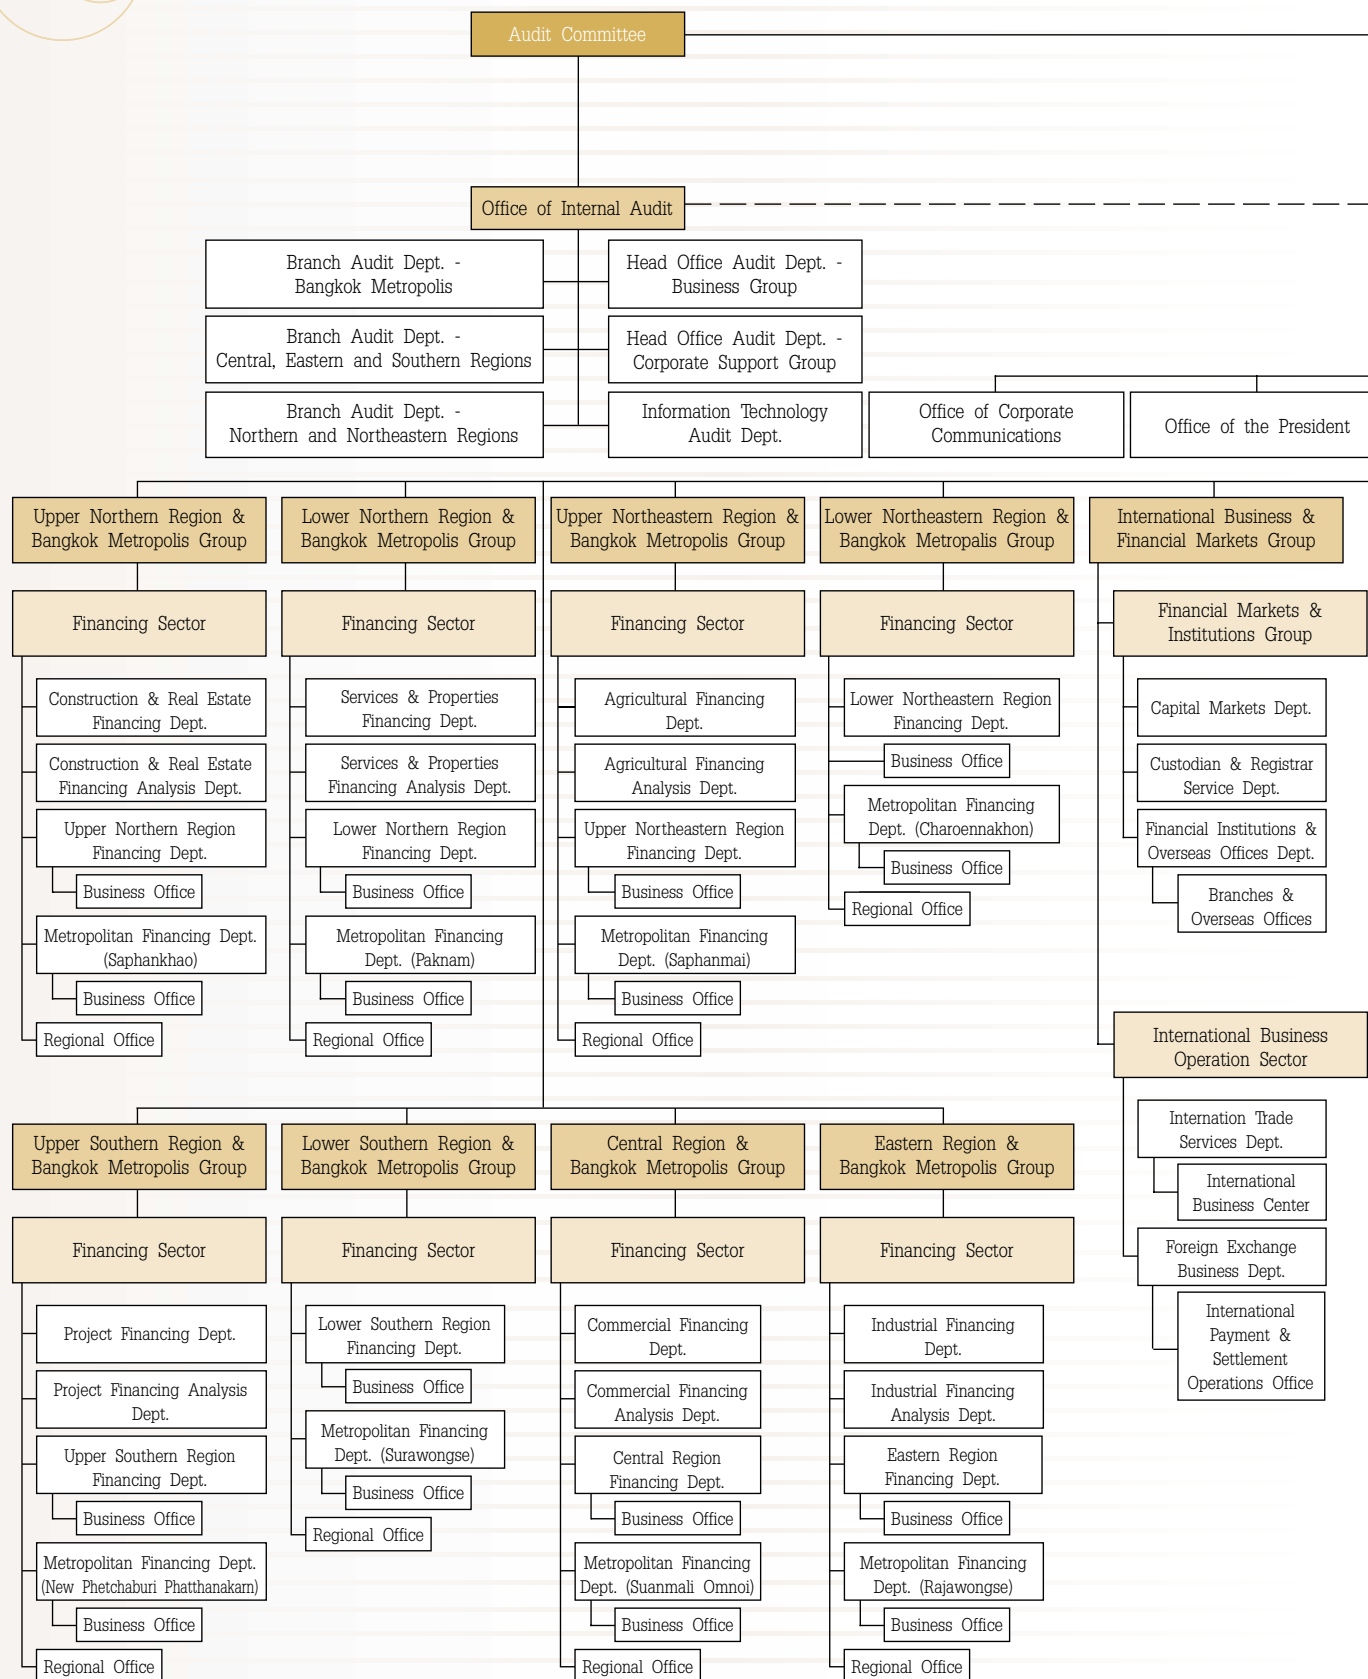 Audit Committee
Office of Internal Audit
Branch Audit Dept. -
Bangkok Metropolis
Head Office Audit Dept. -
Business Group
Branch Audit Dept. -
Central, Eastern and Southern Regions
Head Office Audit Dept. -
Corporate Support Group
Branch Audit Dept. -
Northern and Northeastern Regions
Information Technology
Audit Dept.
Office of Corporate
Communications
Office of the President
Upper Northern Region &
Bangkok Metropolis Group
Lower Northern Region &
Bangkok Metropolis Group
Upper Northeastern Region &
Bangkok Metropolis Group
Lower Northeastern Region &
Bangkok Metropalis Group
International Business &
Financial Markets Group
Financing Sector
Financing Sector
Financing Sector
Financing Sector
Financial Markets &
Institutions Group
Construction & Real Estate
Financing Dept.
Construction & Real Estate
Financing Analysis Dept.
Upper Northern Region
Financing Dept.
Business Office
Metropolitan Financing Dept.
(Saphankhao)
Business Office
Regional Office
Services & Properties
Financing Dept.
Services & Properties
Financing Analysis Dept.
Lower Northern Region
Financing Dept.
Business Office
Metropolitan Financing
Dept. (Paknam)
Business Office
Regional Office
Agricultural Financing
Dept.
Agricultural Financing
Analysis Dept.
Upper Northeastern Region
Financing Dept.
Business Office
Metropolitan Financing
Dept. (Saphanmai)
Business Office
Regional Office
Lower Northeastern Region
Financing Dept.
Business Office
Metropolitan Financing
Dept. (Charoennakhon)
Business Office
Regional Office
Capital Markets Dept.
Custodian & Registrar
Service Dept.
Financial Institutions &
Overseas Offices Dept.
Branches &
Overseas Offices
International Business
Operation Sector
Internation Trade
Services Dept.
International
Business Center
Foreign Exchange
Business Dept.
International
Payment &
Settlement
Operations Office
Upper Southern Region &
Bangkok Metropolis Group
Lower Southern Region &
Bangkok Metropolis Group
Central Region &
Bangkok Metropolis Group
Eastern Region &
Bangkok Metropolis Group
Financing Sector
Financing Sector
Financing Sector
Financing Sector
Project Financing Dept.
Project Financing Analysis
Dept.
Upper Southern Region
Financing Dept.
Business Office
Metropolitan Financing Dept.
(New Phetchaburi Phatthanakarn)
Business Office
Regional Office
Lower Southern Region
Financing Dept.
Business Office
Metropolitan Financing
Dept. (Surawongse)
Business Office
Regional Office
Commercial Financing
Dept.
Commercial Financing
Analysis Dept.
Central Region
Financing Dept.
Business Office
Metropolitan Financing
Dept. (Suanmali Omnoi)
Business Office
Regional Office
Industrial Financing
Dept.
Industrial Financing
Analysis Dept.
Eastern Region
Financing Dept.
Business Office
Metropolitan Financing
Dept. (Rajawongse)
Business Office
Regional Office